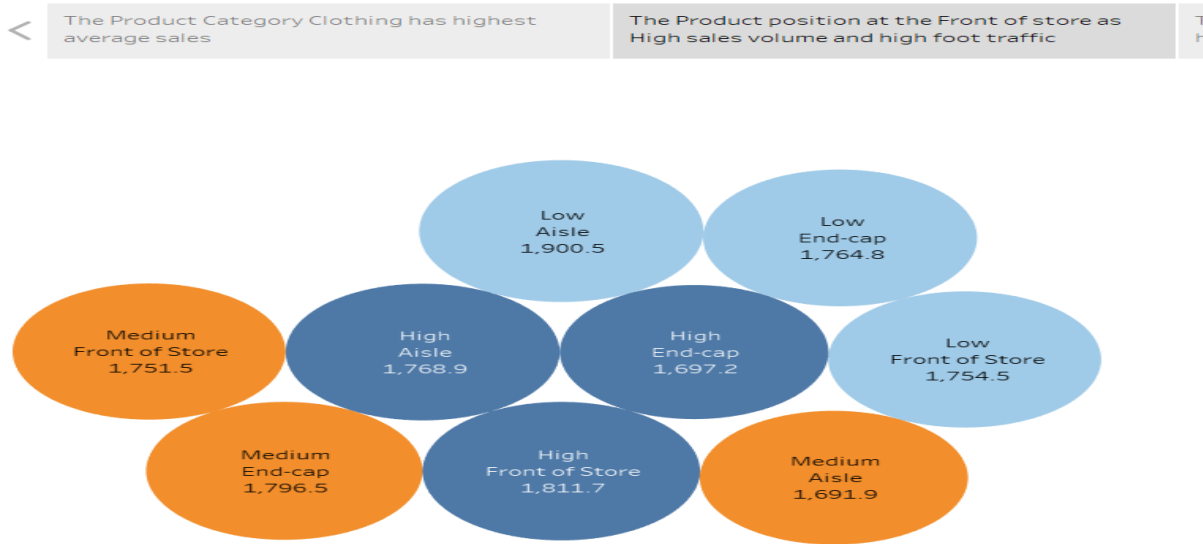 <
The Product Category Clothing has highest
average sales
The Product position at the Front of store as
High sales volume and high foot traffic
Low
Aisle
1,900.5
Low
End-cap
1,764.8
Medium
Front of Store
1,751.5
High
Aisle
1,768.9
High
End-cap
1,697.2
Low
Front of Store
1,754.5
Medium
End-cap
1,796.5
High
Front of Store
1,811.7
Medium
Aisle
1,691.9